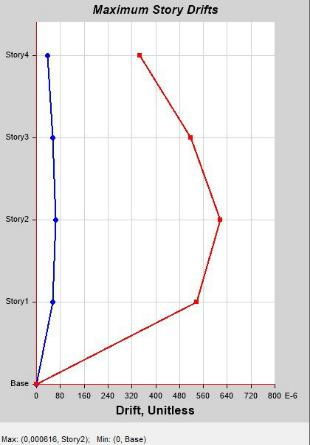 Maximum Story Drifts
Story4
Story3
Story2
Story1
Base
0 80 160 240 320 400 480 560 640 720 800 E-6
Drift, Unitless
Max: (0,000616, Story2); Min: (0, Base)